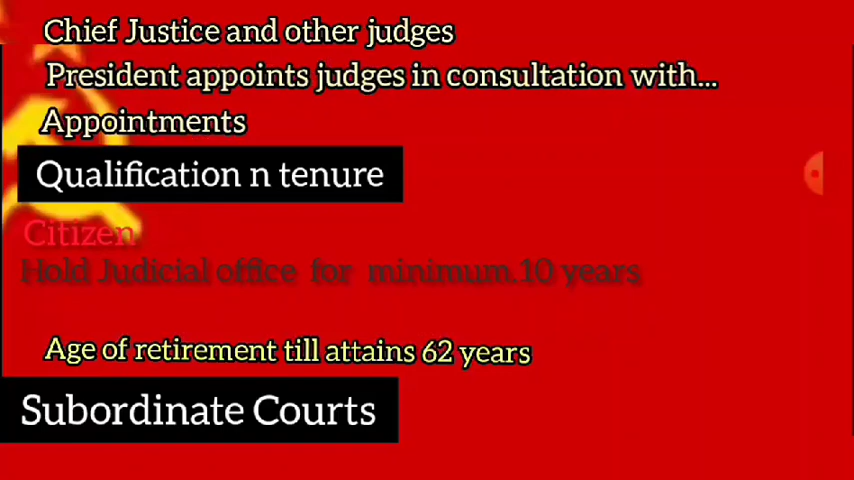 Chief Justice and other judges
President appoints judges in consultation with...
Appointments
Qualification n tenure
Citizen
Hold Judicial office for minimum.10 years
Age of retirement till attains 62 years
Subordinate Courts